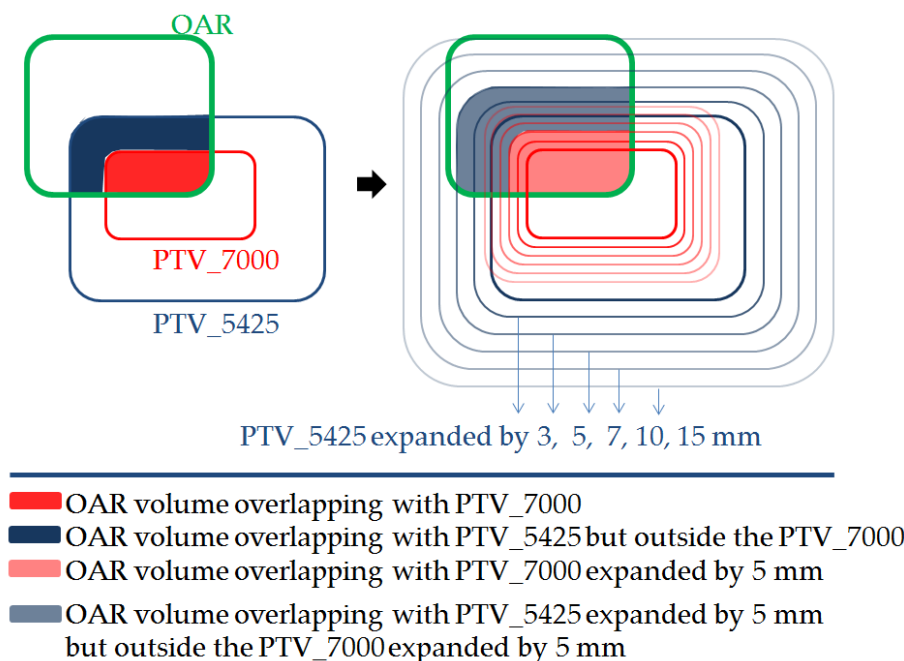 OAR
PTV_7000
PTV_5425
PTV_5425 expanded by 3, 5, 7, 10, 15 mm
OAR volume overlapping with PTV_7000
OAR volume overlapping with PTV_5425 but outside the PTV_7000
OAR volume overlapping with PTV_7000 expanded by 5 mm
OAR volume overlapping with PTV_5425 expanded by 5 mm
but outside the PTV_7000 expanded by 5 mm